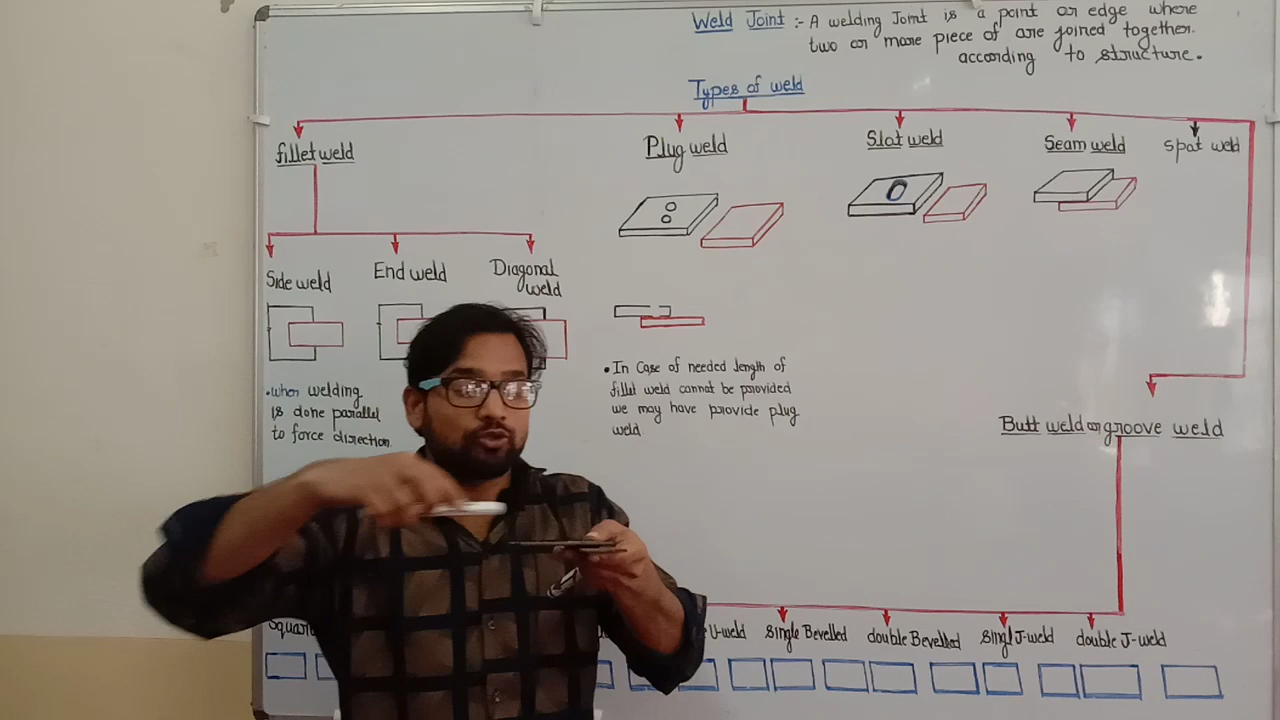 Weld Joint :- A welding Joint is a point or edge where
two or more piece of are joined together.
according to structure.
Types of weld
fillet weld
Plug weld
Slot weld
Seam weld
spot weld
Side weld
End weld
Diagonal
weld
• When welding
is done parallel
to force direction.
• In Case of needed length of
fillet weld cannot be provided
we may have provide plug
weld.
Butt weld or groove weld
U-weld
single Bevelled
double Bevelled
singl J-weld
double J-weld